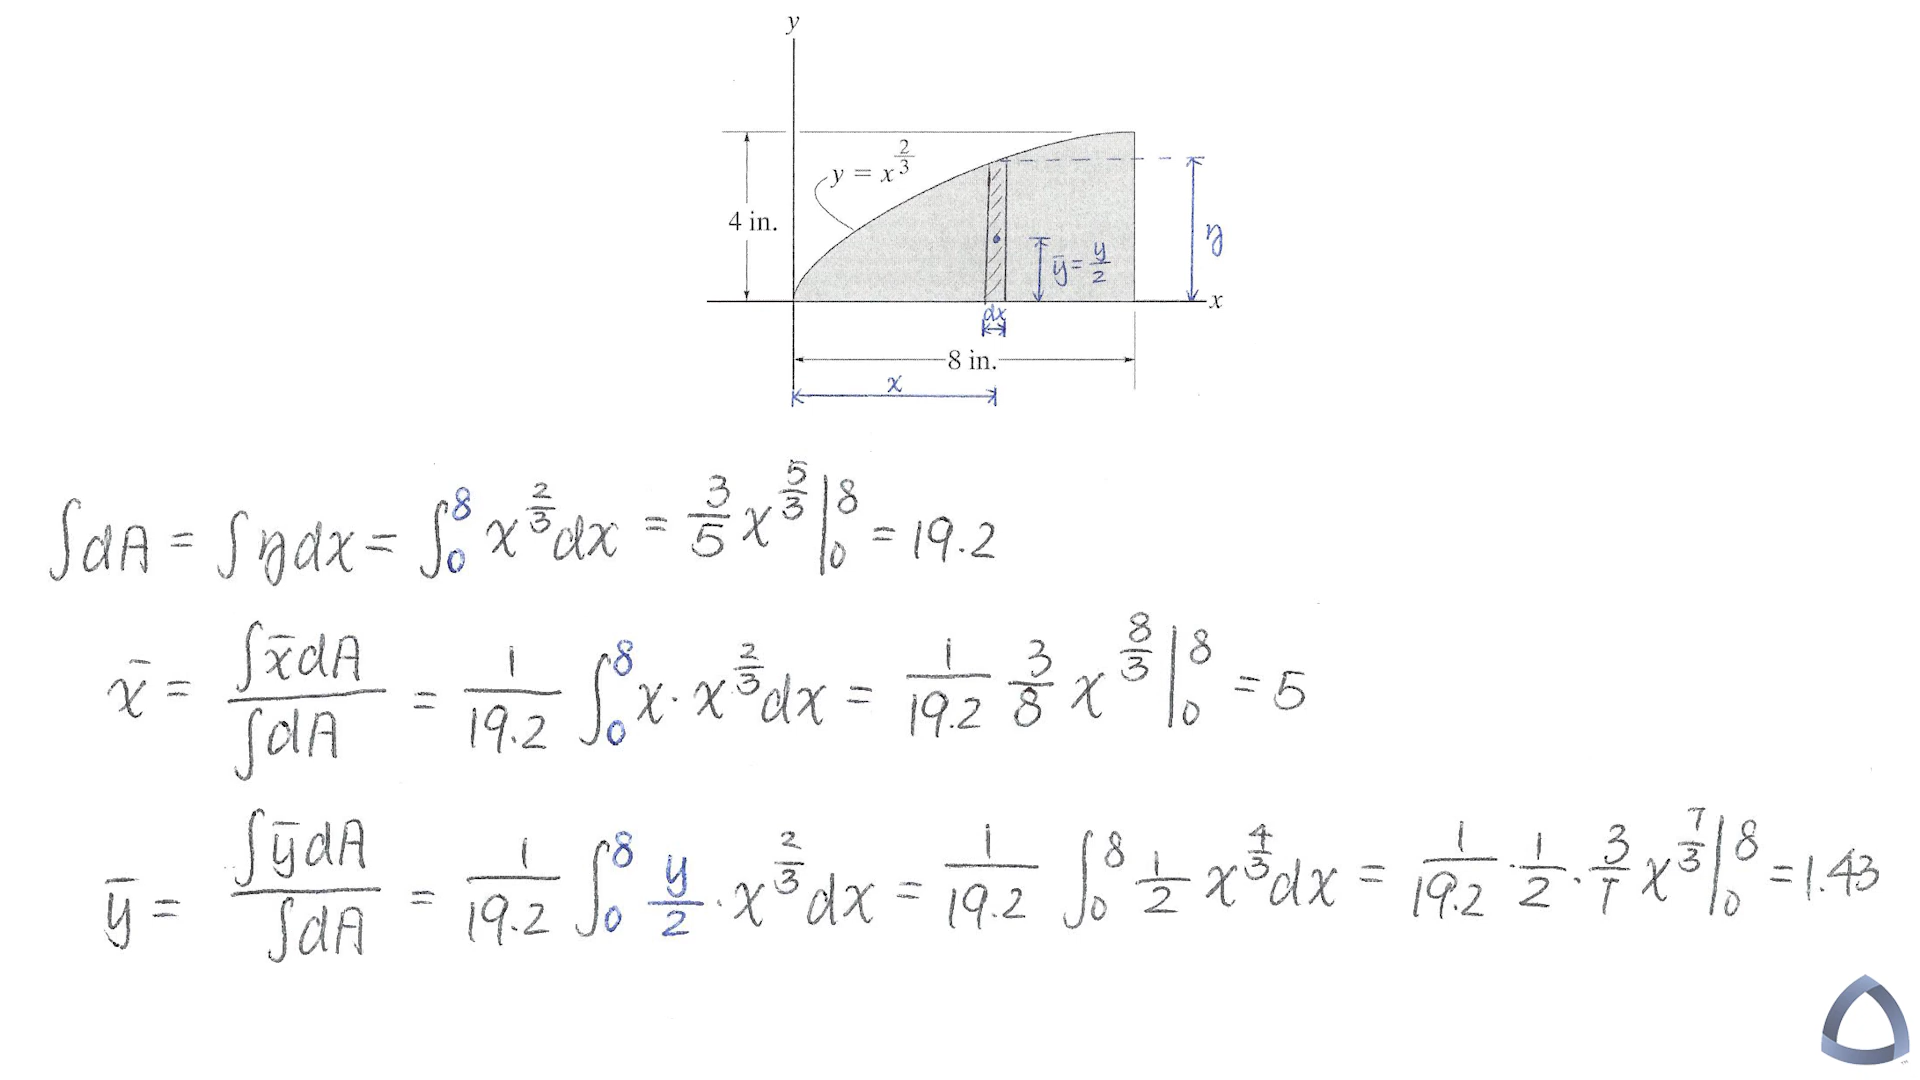 y
y = x^{2/3}
4 in.
y
ȳ = y/2
x
dx
8 in.
x
∫dA = ∫ydx = ∫₀⁸ x^{2/3}dx = 3/5 x^{5/3} |₀⁸ = 19.2
x̄ = ∫x̄dA / ∫dA = 1/19.2 ∫₀⁸ x · x^{2/3}dx = 1/19.2 3/8 x^{8/3} |₀⁸ = 5
ȳ = ∫ȳdA / ∫dA = 1/19.2 ∫₀⁸ y/2 · x^{2/3}dx = 1/19.2 ∫₀⁸ 1/2 x^{4/3}dx = 1/19.2 · 1/2 · 3/7 x^{7/3} |₀⁸ = 1.43